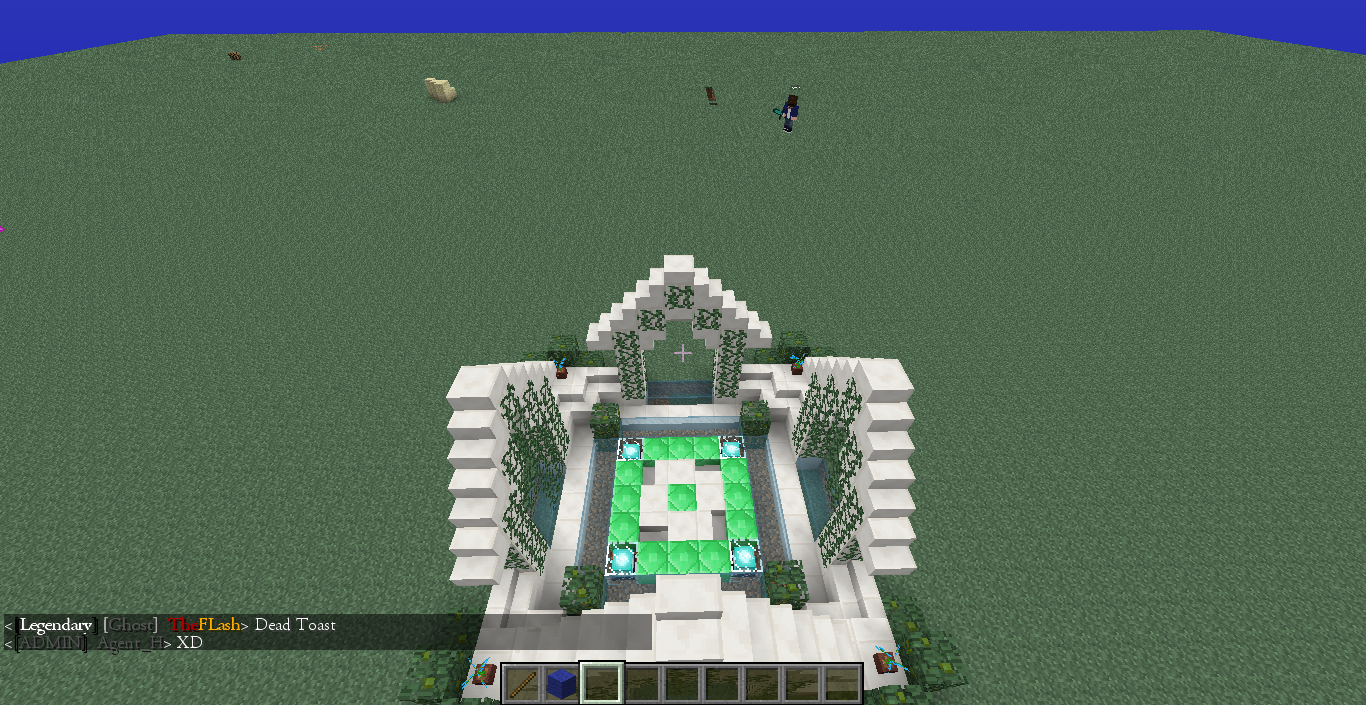 <[Legendary] [Ghost] TheFLash> Dead Toast
<[ADMIN] Agent_H> XD